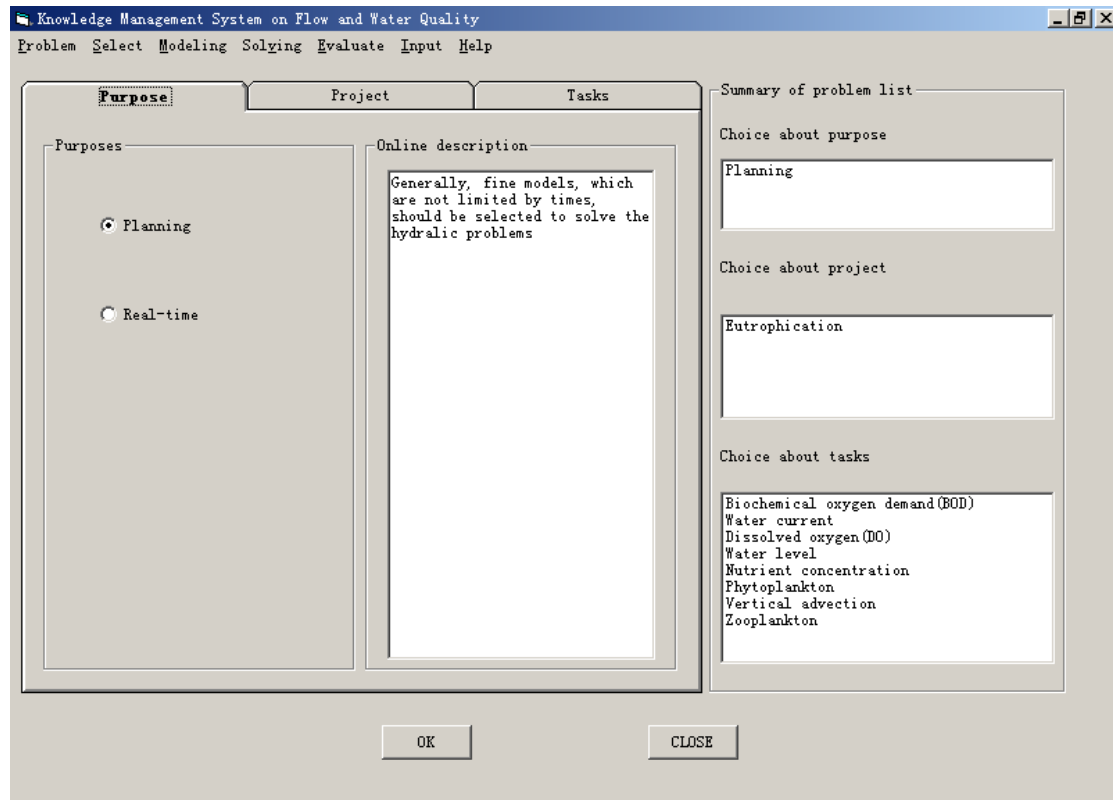 Knowledge Management System on Flow and Water Quality
Problem Select Modeling Solving Evaluate Input Help
Purpose Project Tasks
Purposes
Planning
Real-time
Online description
Generally, fine models, which
are not limited by times,
should be selected to solve the
hydralic problems
Summary of problem list
Choice about purpose
Planning
Choice about project
Eutrophication
Choice about tasks
Biochemical oxygen demand(BOD)
Water current
Dissolved oxygen(DO)
Water level
Nutrient concentration
Phytoplankton
Vertical advection
Zooplankton
OK CLOSE